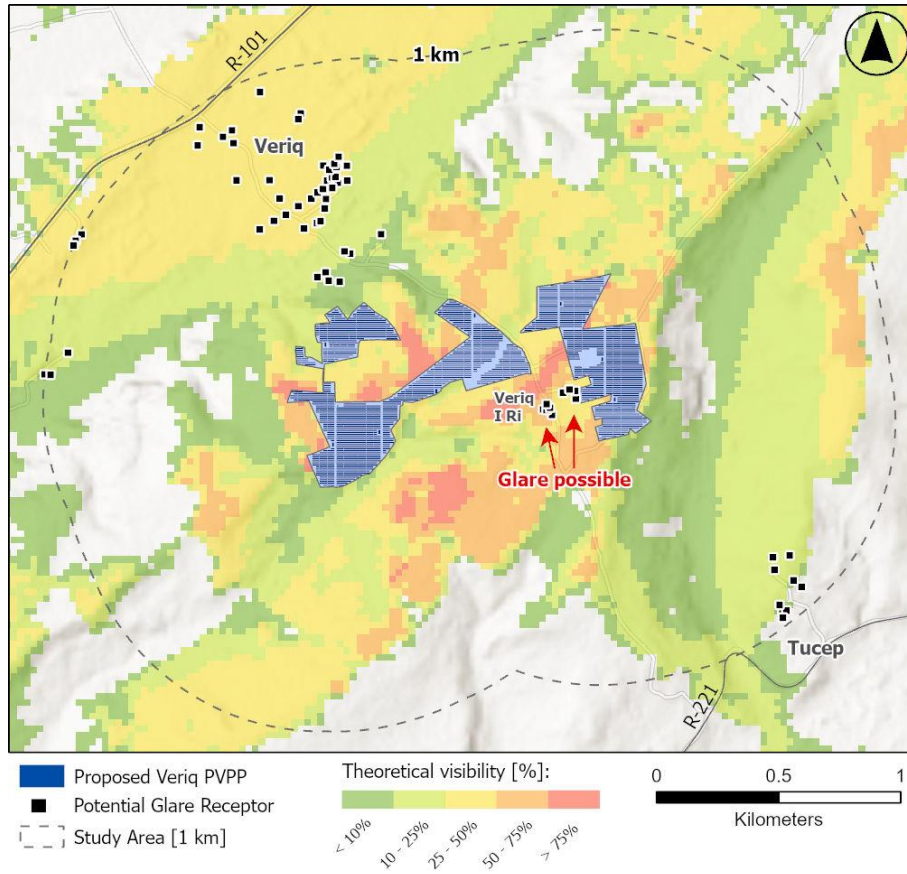 1 km
R-101
Veriq
Veriq
I Ri
Glare possible
Tucep
R-221
Proposed Veriq PVPP
Potential Glare Receptor
Study Area [1 km]
Theoretical visibility [%]:
< 10%
10 - 25%
25 - 50%
50 - 75%
> 75%
0
0.5
1
Kilometers